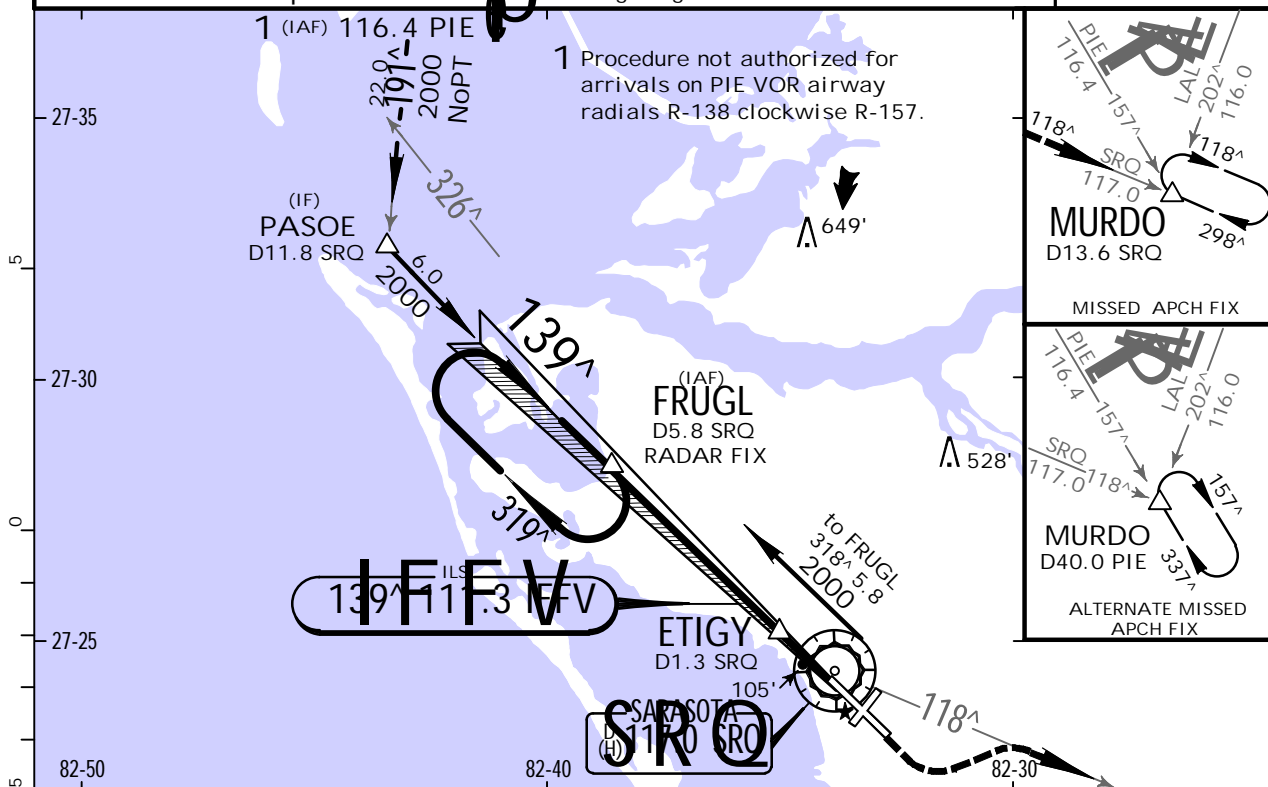 1 (IAF) 116.4 PIE
1 Procedure not authorized for
arrivals on PIE VOR airway
radials R-138 clockwise R-157.
22.0
191^
2000
NoPT
27-35
326^
(IF)
PASOE
D11.8 SRQ
6.0
2000
649'
5
139^
27-30
(IAF)
FRUGL
D5.8 SRQ
RADAR FIX
528'
319^
0
to FRUGL
318^ 5.8
2000
ILS
139^ 111.3 IFFV
IFFV
ETIGY
D1.3 SRQ
27-25
105'
SARASOTA
D
(H) 117.0 SRQ
SRQ
118^
5
82-50
82-40
82-30
PIE
116.4
157^
LAL
202^
116.0
118^
SRQ
117.0
118^
298^
MURDO
D13.6 SRQ
MISSED APCH FIX
PIE
116.4
157^
LAL
202^
116.0
SRQ
117.0
118^
157^
337^
MURDO
D40.0 PIE
ALTERNATE MISSED
APCH FIX